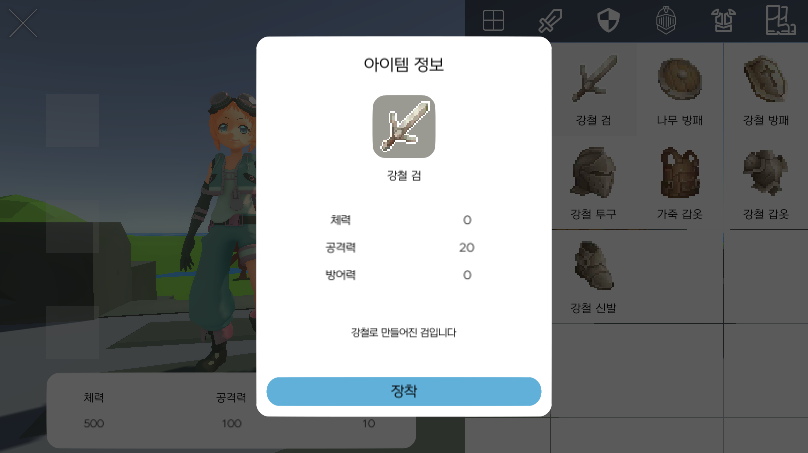 아이템 정보
강철 검
체력 0
공격력 20
방어력 0
강철로 만들어진 검입니다
장착
강철 검 나무 방패 강철 방패
강철 투구 가죽 갑옷 강철 갑옷
강철 신발
체력 공격력
500 100 10